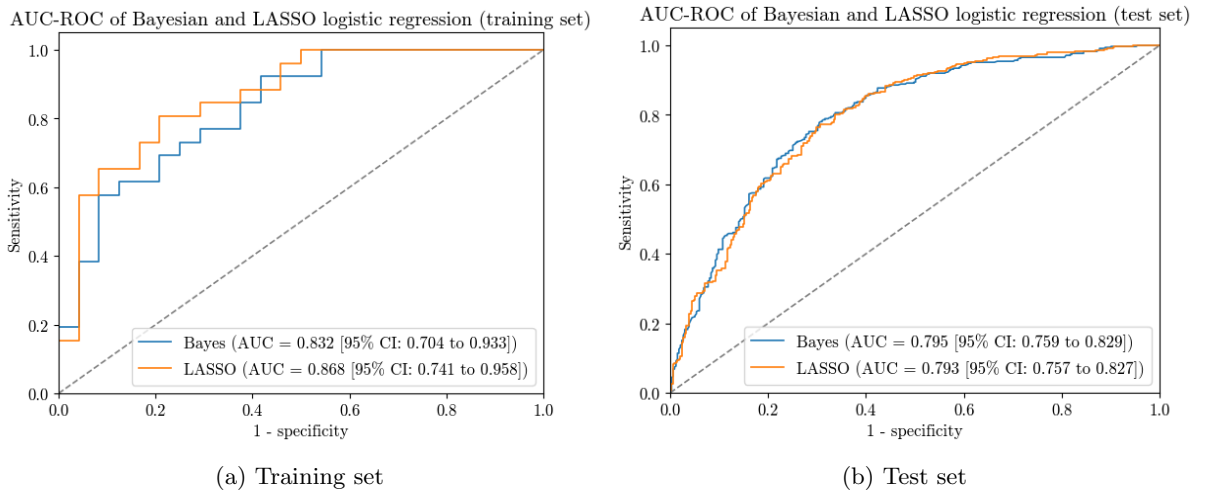 AUC-ROC of Bayesian and LASSO logistic regression (training set)
1.0
0.8
0.6
0.4
0.2
0.0
Sensitivity
Bayes (AUC = 0.832 [95% CI: 0.704 to 0.933])
LASSO (AUC = 0.868 [95% CI: 0.741 to 0.958])
0.0 0.2 0.4 0.6 0.8 1.0
1 - specificity
(a) Training set
AUC-ROC of Bayesian and LASSO logistic regression (test set)
1.0
0.8
0.6
0.4
0.2
0.0
Sensitivity
Bayes (AUC = 0.795 [95% CI: 0.759 to 0.829])
LASSO (AUC = 0.793 [95% CI: 0.757 to 0.827])
0.0 0.2 0.4 0.6 0.8 1.0
1 - specificity
(b) Test set